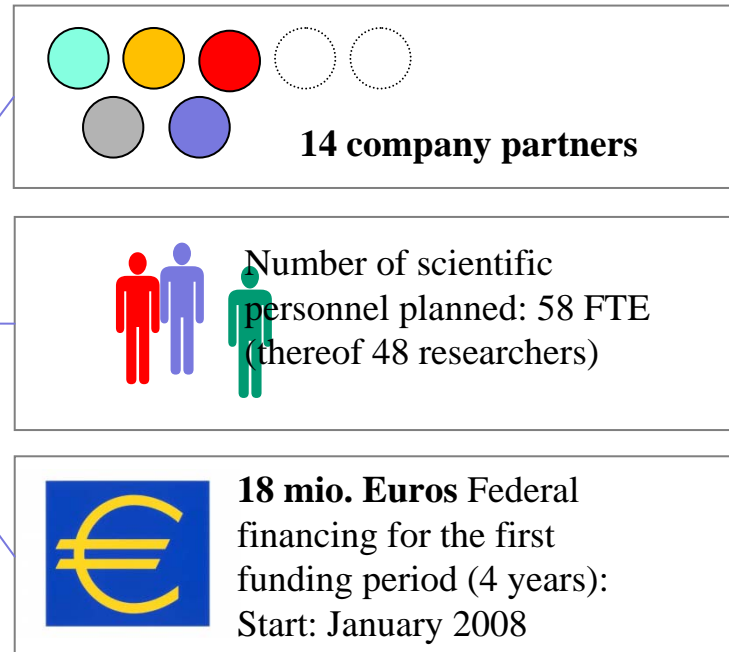 14 company partners
Number of scientific
personnel planned: 58 FTE
(thereof 48 researchers)
18 mio. Euros Federal
financing for the first
funding period (4 years):
Start: January 2008